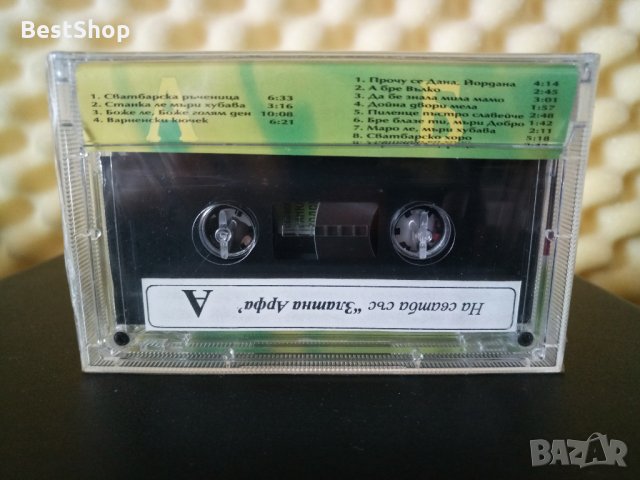 BestShop
1. Сватбарска ръченица 6:33
2. Станка ле мъри хубава 3:16
3. Боже ле, Боже голям ден 10:08
4. Варненски кючек 6:21
1. Прочу се Дана, Йордана 4:14
2. А бре Вълко 2:45
3. Да бе знала мила мамо 3:01
4. Дойна двори мела 1:57
5. Пиленце пъстро славейче 2:48
6. Бре блазе ти, мъри Добро 1:42
7. Маро ле, мъри хубава 2:11
8. Сватбарско хоро 5:18
На сватба със "Златна Арфа"
A
BAZAR